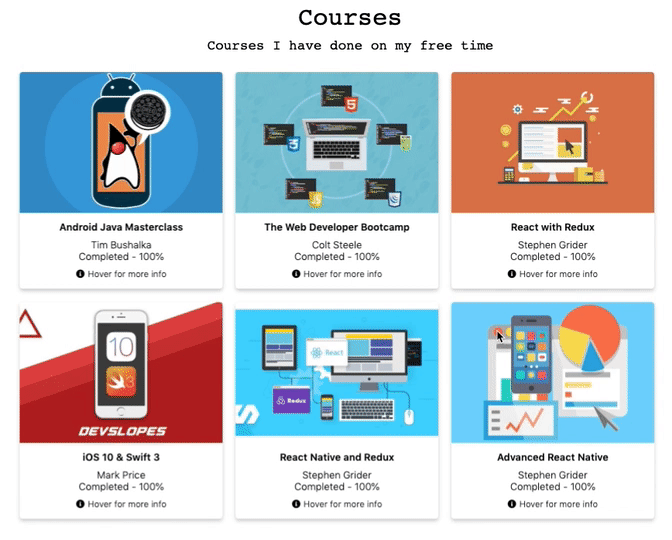 Courses
Courses I have done on my free time
Android Java Masterclass
Tim Bushalka
Completed - 100%
Hover for more info
The Web Developer Bootcamp
Colt Steele
Completed - 100%
Hover for more info
React with Redux
Stephen Grider
Completed - 100%
Hover for more info
10
3
DEVSLOPES
iOS 10 & Swift 3
Mark Price
Completed - 100%
Hover for more info
React
Redux
React Native and Redux
Stephen Grider
Completed - 100%
Hover for more info
Advanced React Native
Stephen Grider
Completed - 100%
Hover for more info